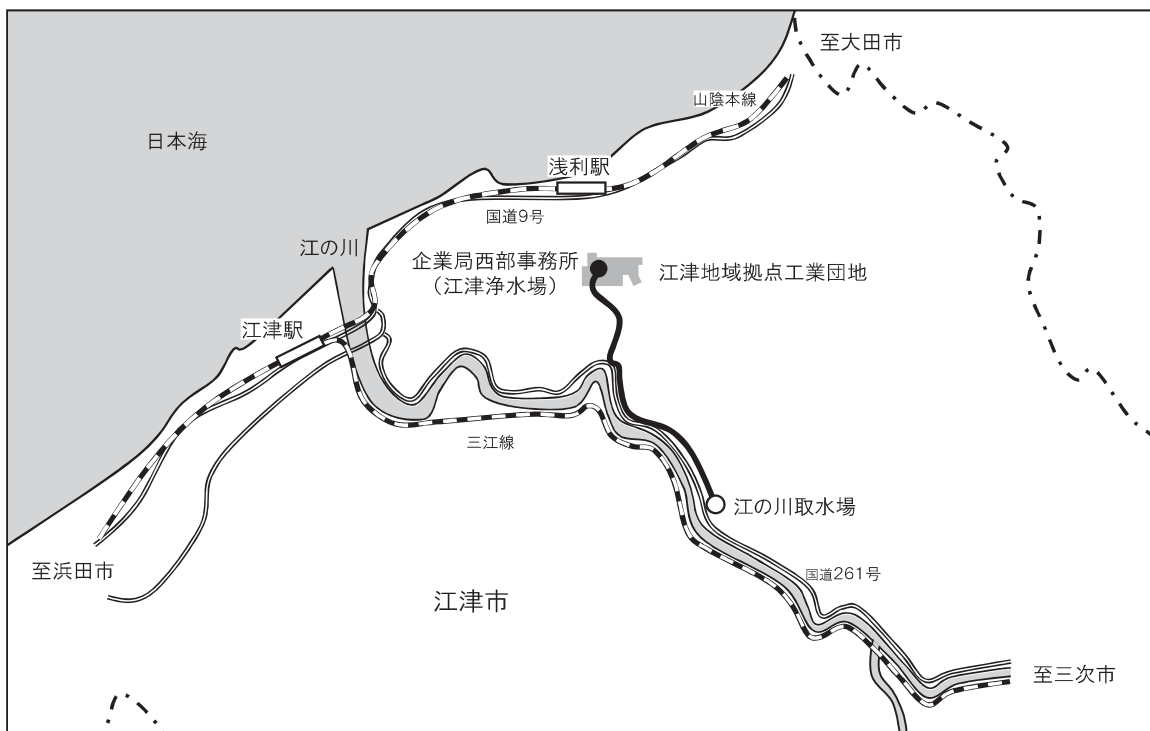 至大田市
山陰本線
日本海
浅利駅
国道9号
江の川
企業局西部事務所
（江津浄水場）
江津地域拠点工業団地
江津駅
三江線
江の川取水場
国道261号
至浜田市
江津市
至三次市